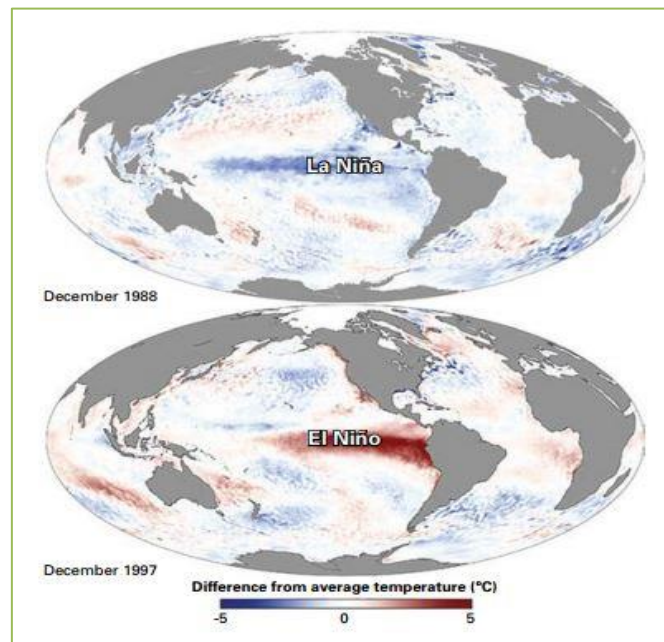 La Niña
December 1988
El Niño
December 1997
Difference from average temperature (°C)
-5 0 5